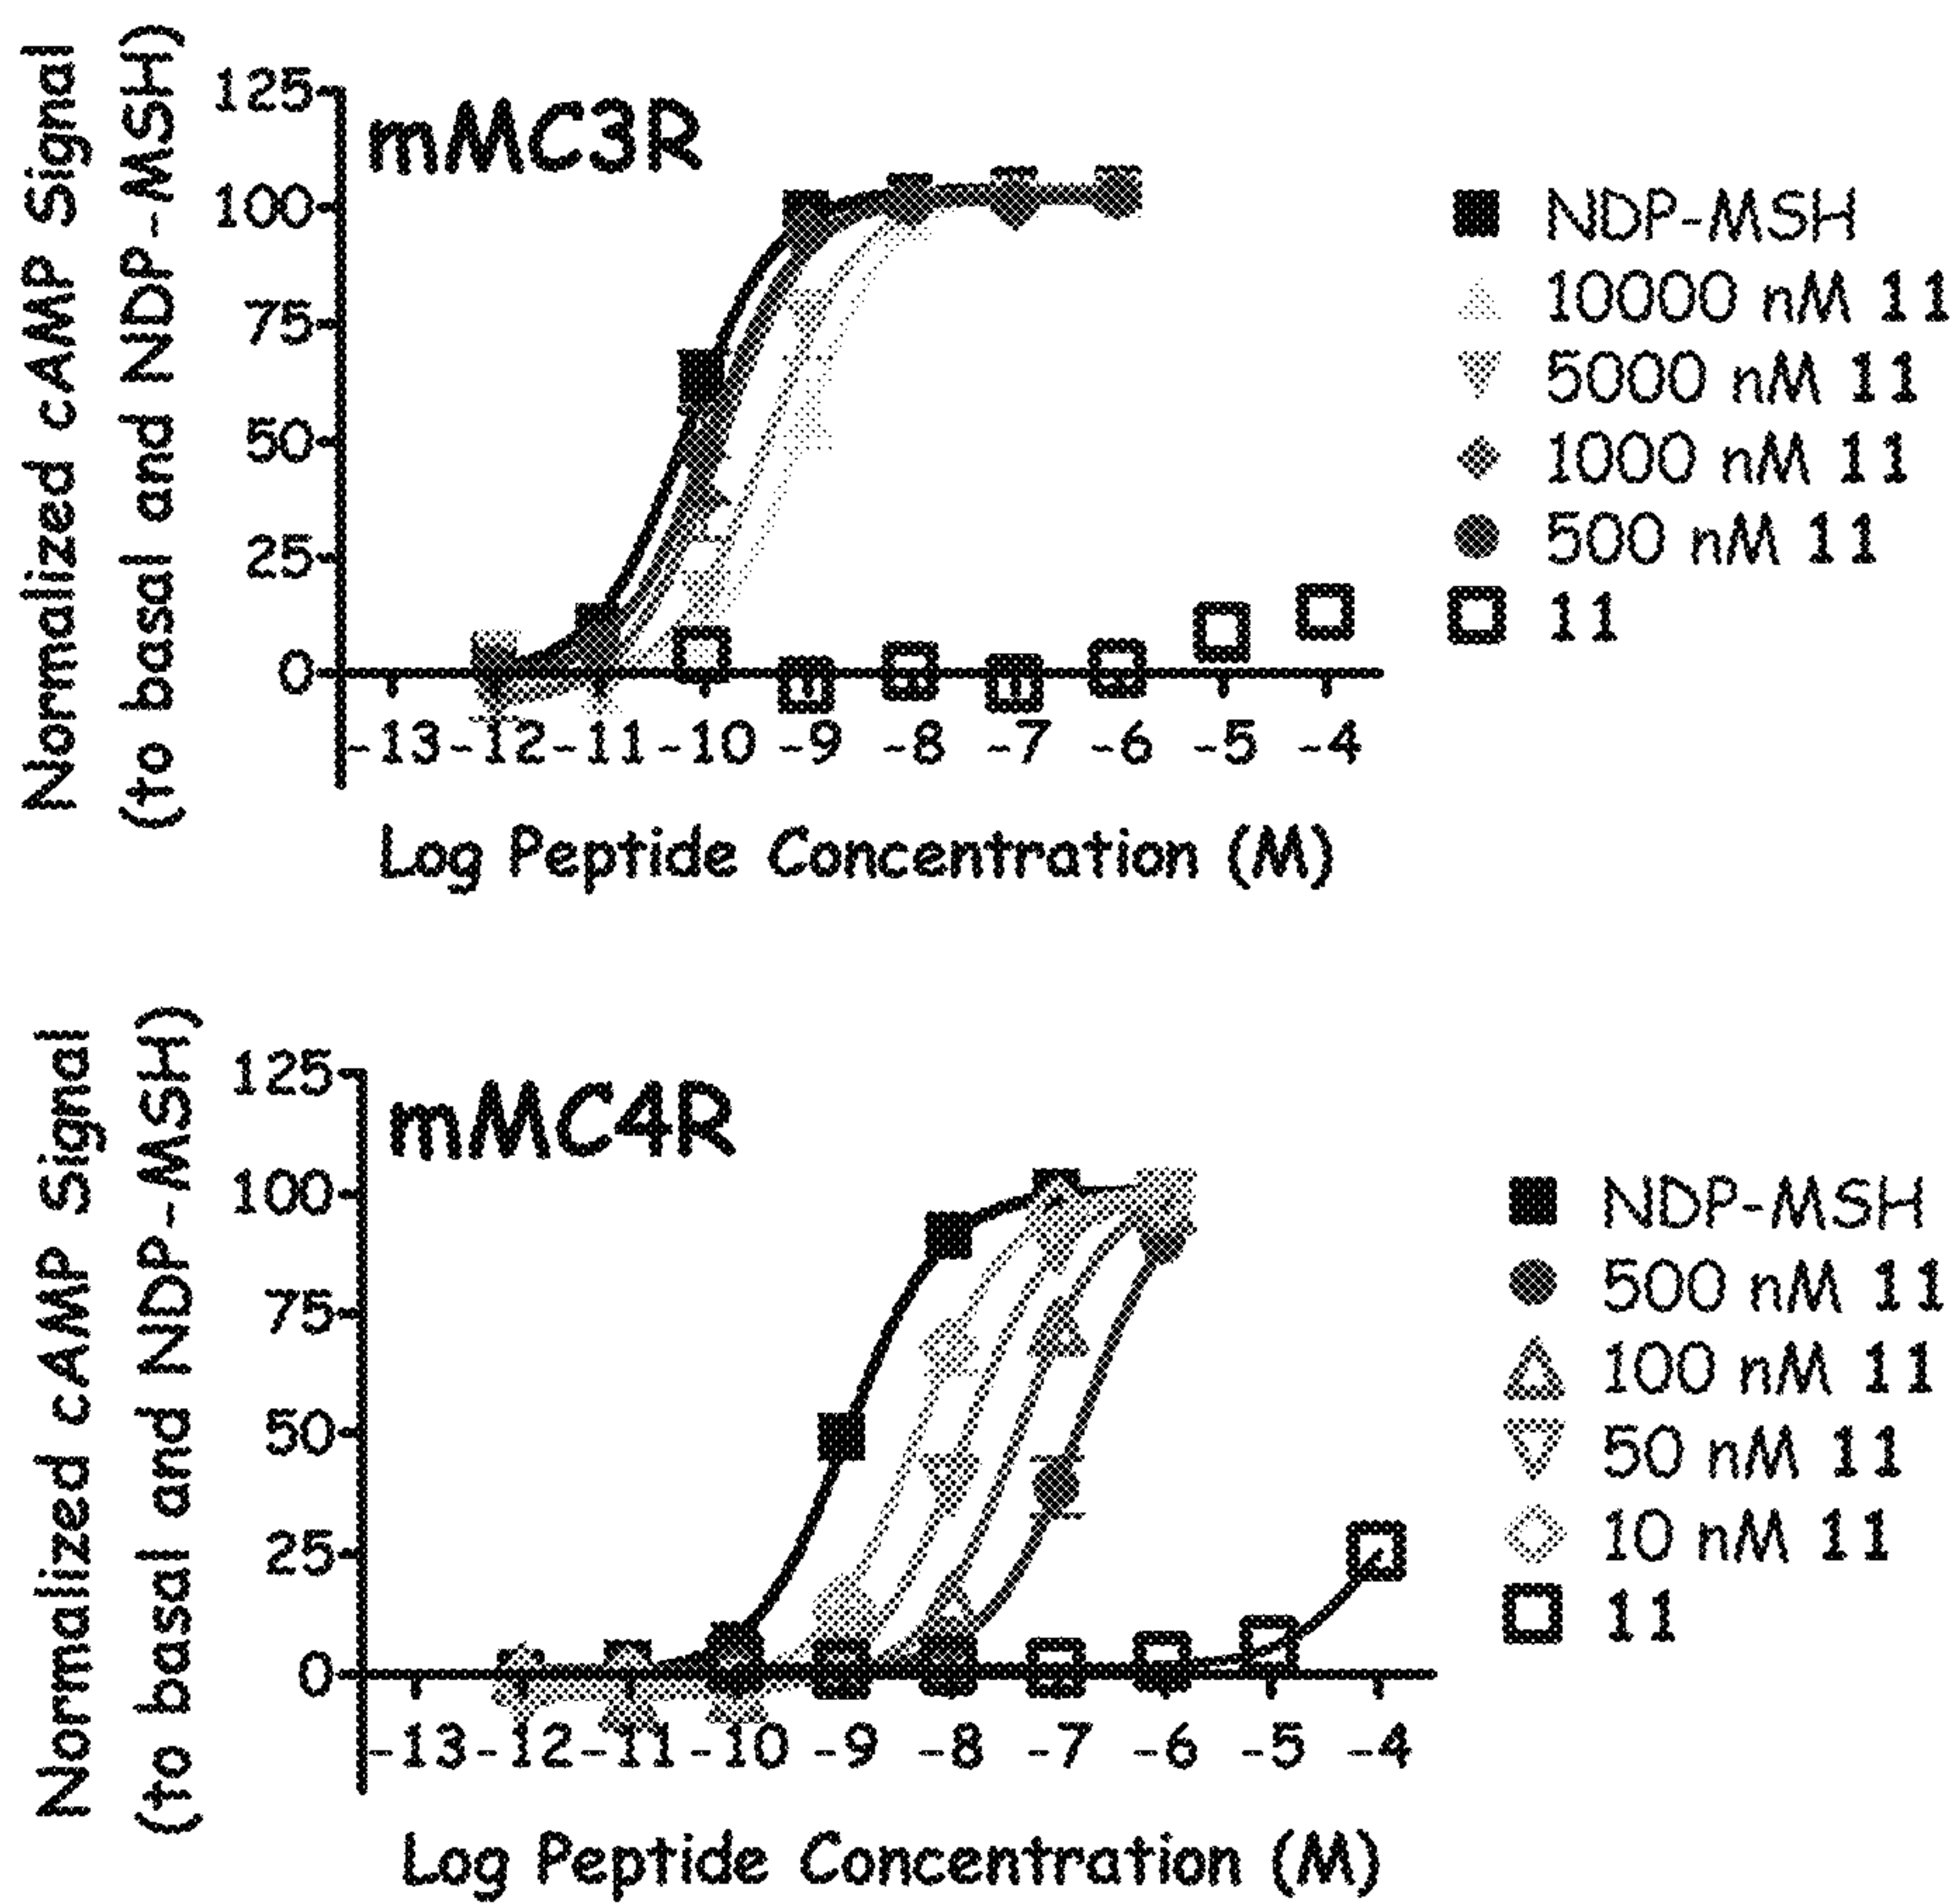 Normalized cAMP Signal
(to basal and NDP-MSH)
125
100
75
50
25
0
mMC3R
-13 -12 -11 -10 -9 -8 -7 -6 -5 -4
Log Peptide Concentration (M)
NDP-MSH
10000 nM 11
5000 nM 11
1000 nM 11
500 nM 11
11
Normalized cAMP Signal
(to basal and NDP-MSH)
125
100
75
50
25
0
mMC4R
-13 -12 -11 -10 -9 -8 -7 -6 -5 -4
Log Peptide Concentration (M)
NDP-MSH
500 nM 11
100 nM 11
50 nM 11
10 nM 11
11